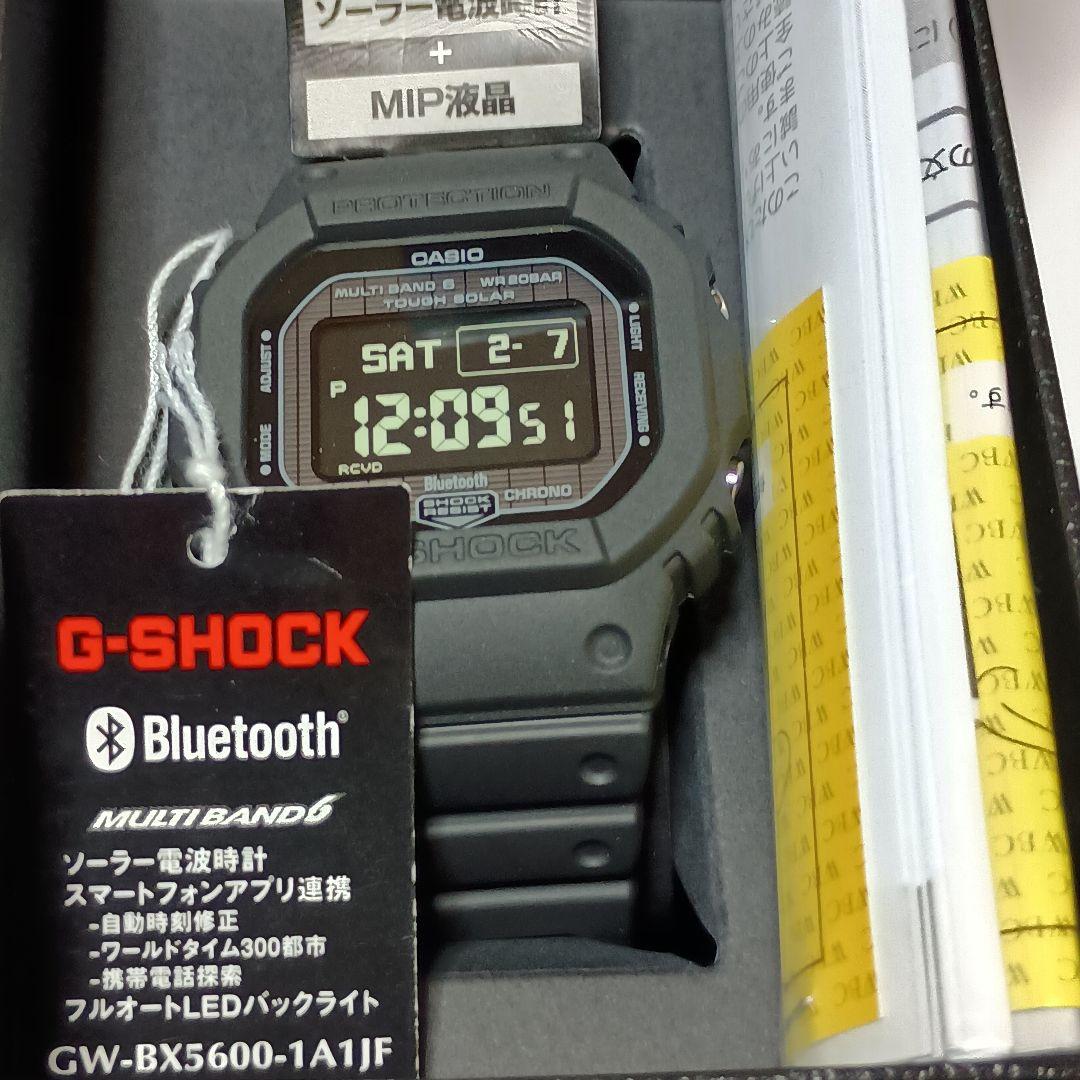 ソーラー電波時計
+
MIP液晶
PROTECTION
CASIO
MULTI BAND 6 WR20BAR
TOUGH SOLAR
ADJUST
LIGHT
MODE
RECEIVING
SAT 2- 7
P
12:09 51
RCVD
Bluetooth
SHOCK RESIST
CHRONO
SHOCK
G-SHOCK
Bluetooth®
MULTI BAND 6
ソーラー電波時計
スマートフォンアプリ連携
-自動時刻修正
-ワールドタイム300都市
-携帯電話探索
フルオートLEDバックライト
GW-BX5600-1A1JF